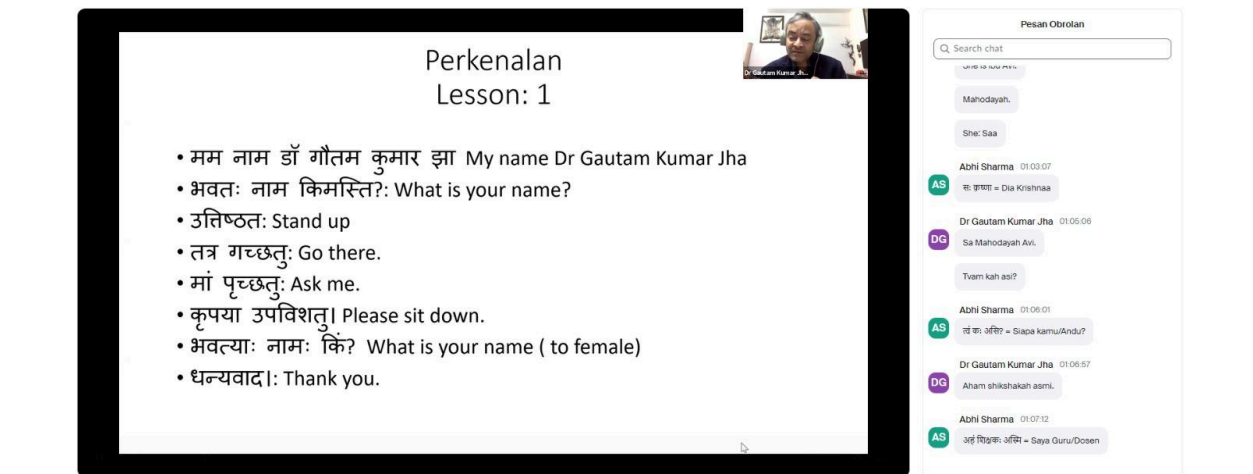 Perkenalan
Lesson: 1
• मम नाम डॉ गौतम कुमार झा My name Dr Gautam Kumar Jha
• भवतः नाम किमस्ति?: What is your name?
• उत्तिष्ठत: Stand up
• तत्र गच्छतु: Go there.
• मां पृच्छतु: Ask me.
• कृपया उपविशतु। Please sit down.
• भवत्याः नामः किं? What is your name ( to female)
• धन्यवाद।: Thank you.
Dr Gautam Kumar Jh...
Pesan Obrolan
Search chat
She is Ibu Avi.
Mahodayah.
She: Saa
Abhi Sharma 01:03:07
AS
सः कृष्णा = Dia Krishnaa
Dr Gautam Kumar Jha 01:05:06
DG
Sa Mahodayah Avi.
Tvam kah asi?
Abhi Sharma 01:06:01
AS
त्वं कः असि? = Siapa kamu/Andu?
Dr Gautam Kumar Jha 01:06:57
DG
Aham shikshakah asmi.
Abhi Sharma 01:07:12
AS
अहं शिक्षकः अस्मि = Saya Guru/Dosen